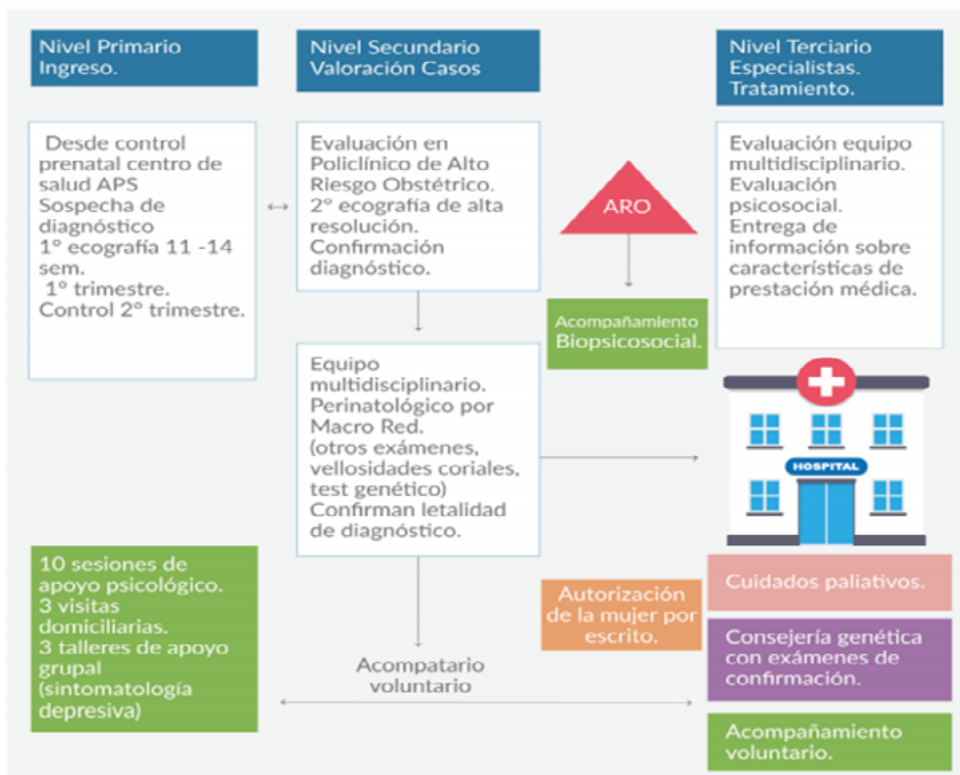 Nivel Primario
Ingreso.
Nivel Secundario
Valoración Casos
Nivel Terciario
Especialistas.
Tratamiento.
Desde control
prenatal centro de
salud APS
Sospecha de
diagnóstico
1° ecografía 11 -14
sem.
1° trimestre.
Control 2° trimestre.
Evaluación en
Policlínico de Alto
Riesgo Obstétrico.
2° ecografía de alta
resolución.
Confirmación
diagnóstico.
ARO
Acompañamiento
Biopsicosocial.
Evaluación equipo
multidisciplinario.
Evaluación
psicosocial.
Entrega de
información sobre
características de
prestación médica.
Equipo
multidisciplinario.
Perinatológico por
Macro Red.
(otros exámenes,
vellosidades coriales,
test genético)
Confirman letalidad
de diagnóstico.
HOSPITAL
10 sesiones de
apoyo psicológico.
3 visitas
domiciliarias.
3 talleres de apoyo
grupal
(sintomatología
depresiva)
Acompatario
voluntario
Autorización
de la mujer por
escrito.
Cuidados paliativos.
Consejería genética
con exámenes de
confirmación.
Acompañamiento
voluntario.